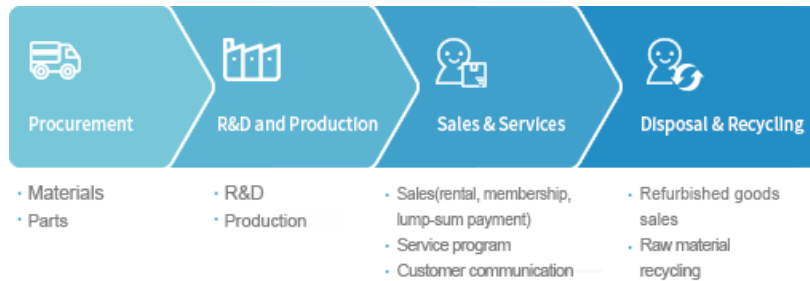 Procurement
R&D and Production
Sales & Services
Disposal & Recycling
· Materials
· Parts
· R&D
· Production
· Sales(rental, membership,
lump-sum payment)
· Service program
· Customer communication
· Refurbished goods
sales
· Raw material
recycling